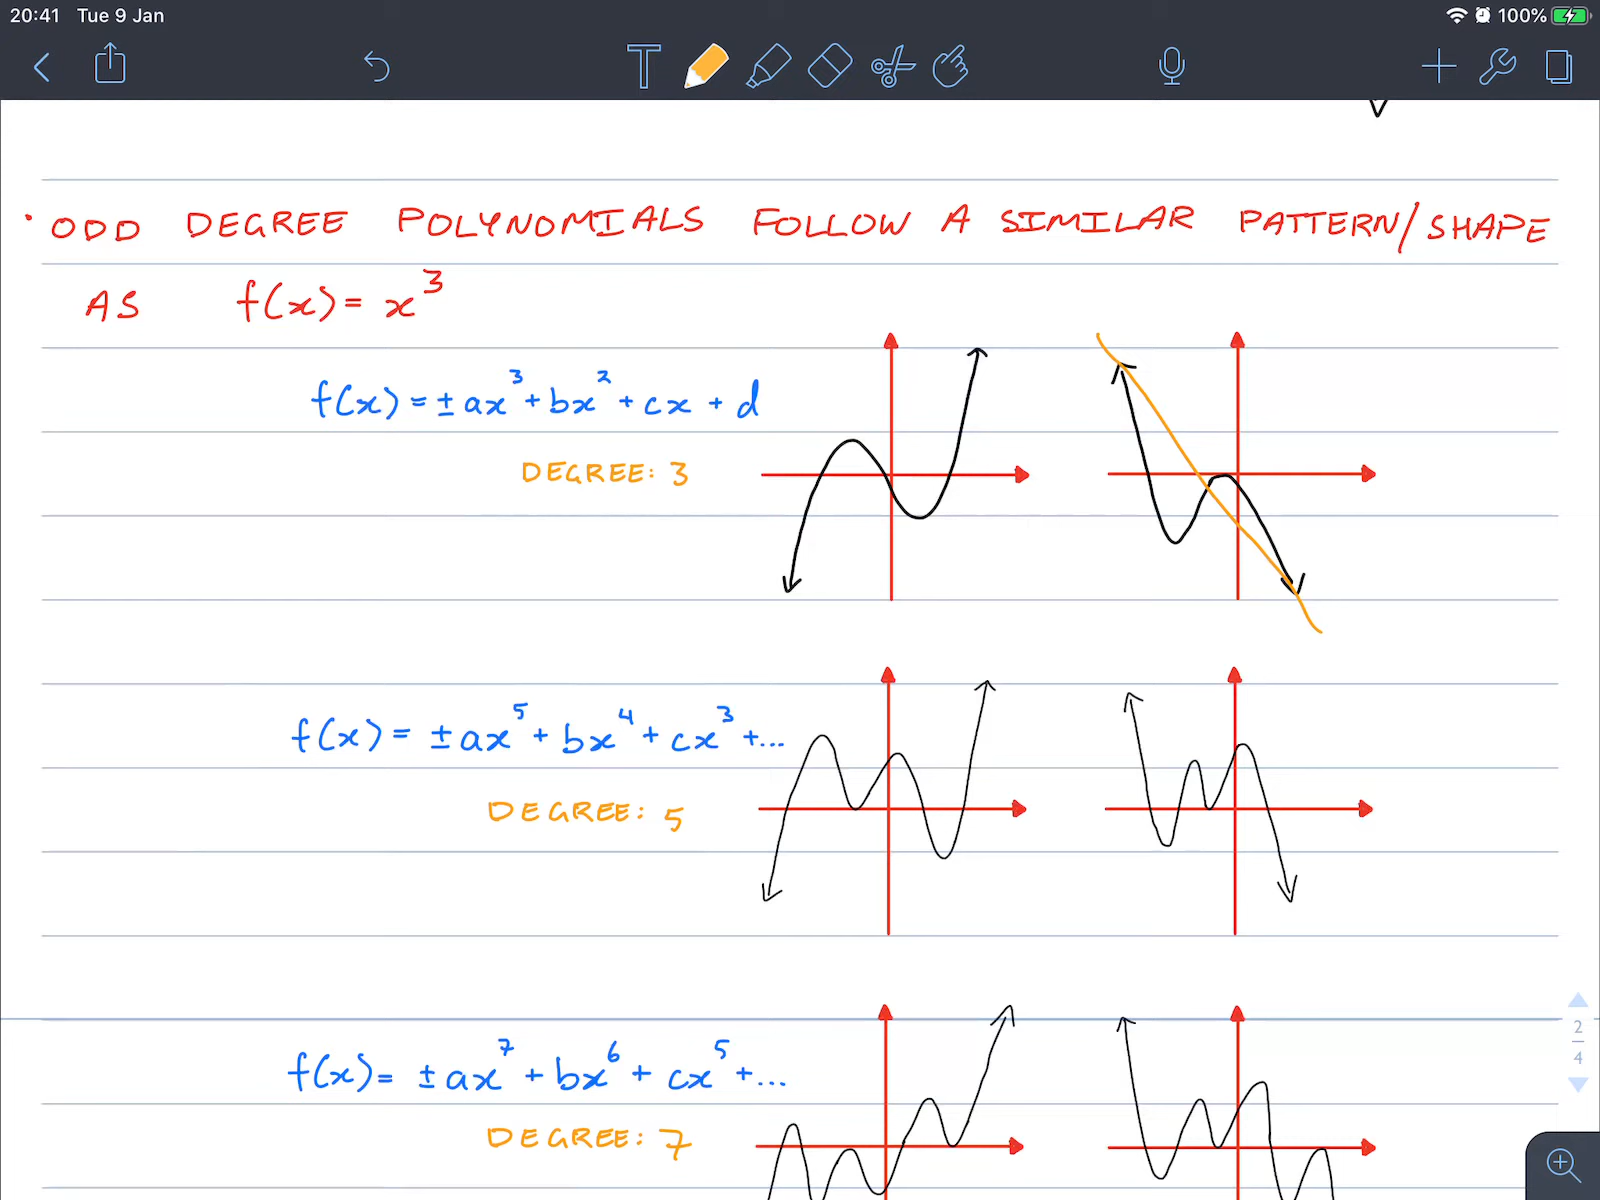 20:41 Tue 9 Jan 100%
T
· ODD DEGREE POLYNOMIALS FOLLOW A SIMILAR PATTERN/SHAPE
AS f(x) = x³
f(x) = ± ax³ + bx² + cx + d
DEGREE: 3
f(x) = ± ax⁵ + bx⁴ + cx³ + ...
DEGREE: 5
f(x) = ± ax⁷ + bx⁶ + cx⁵ + ...
DEGREE: 7
2
4